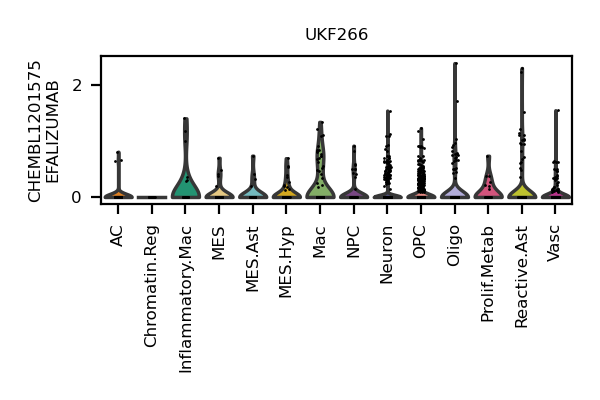 UKF266
CHEMBL1201575
EFALIZUMAB
2
0
AC
Chromatin.Reg
Inflammatory.Mac
MES
MES.Ast
MES.Hyp
Mac
NPC
Neuron
OPC
Oligo
Prolif.Metab
Reactive.Ast
Vasc